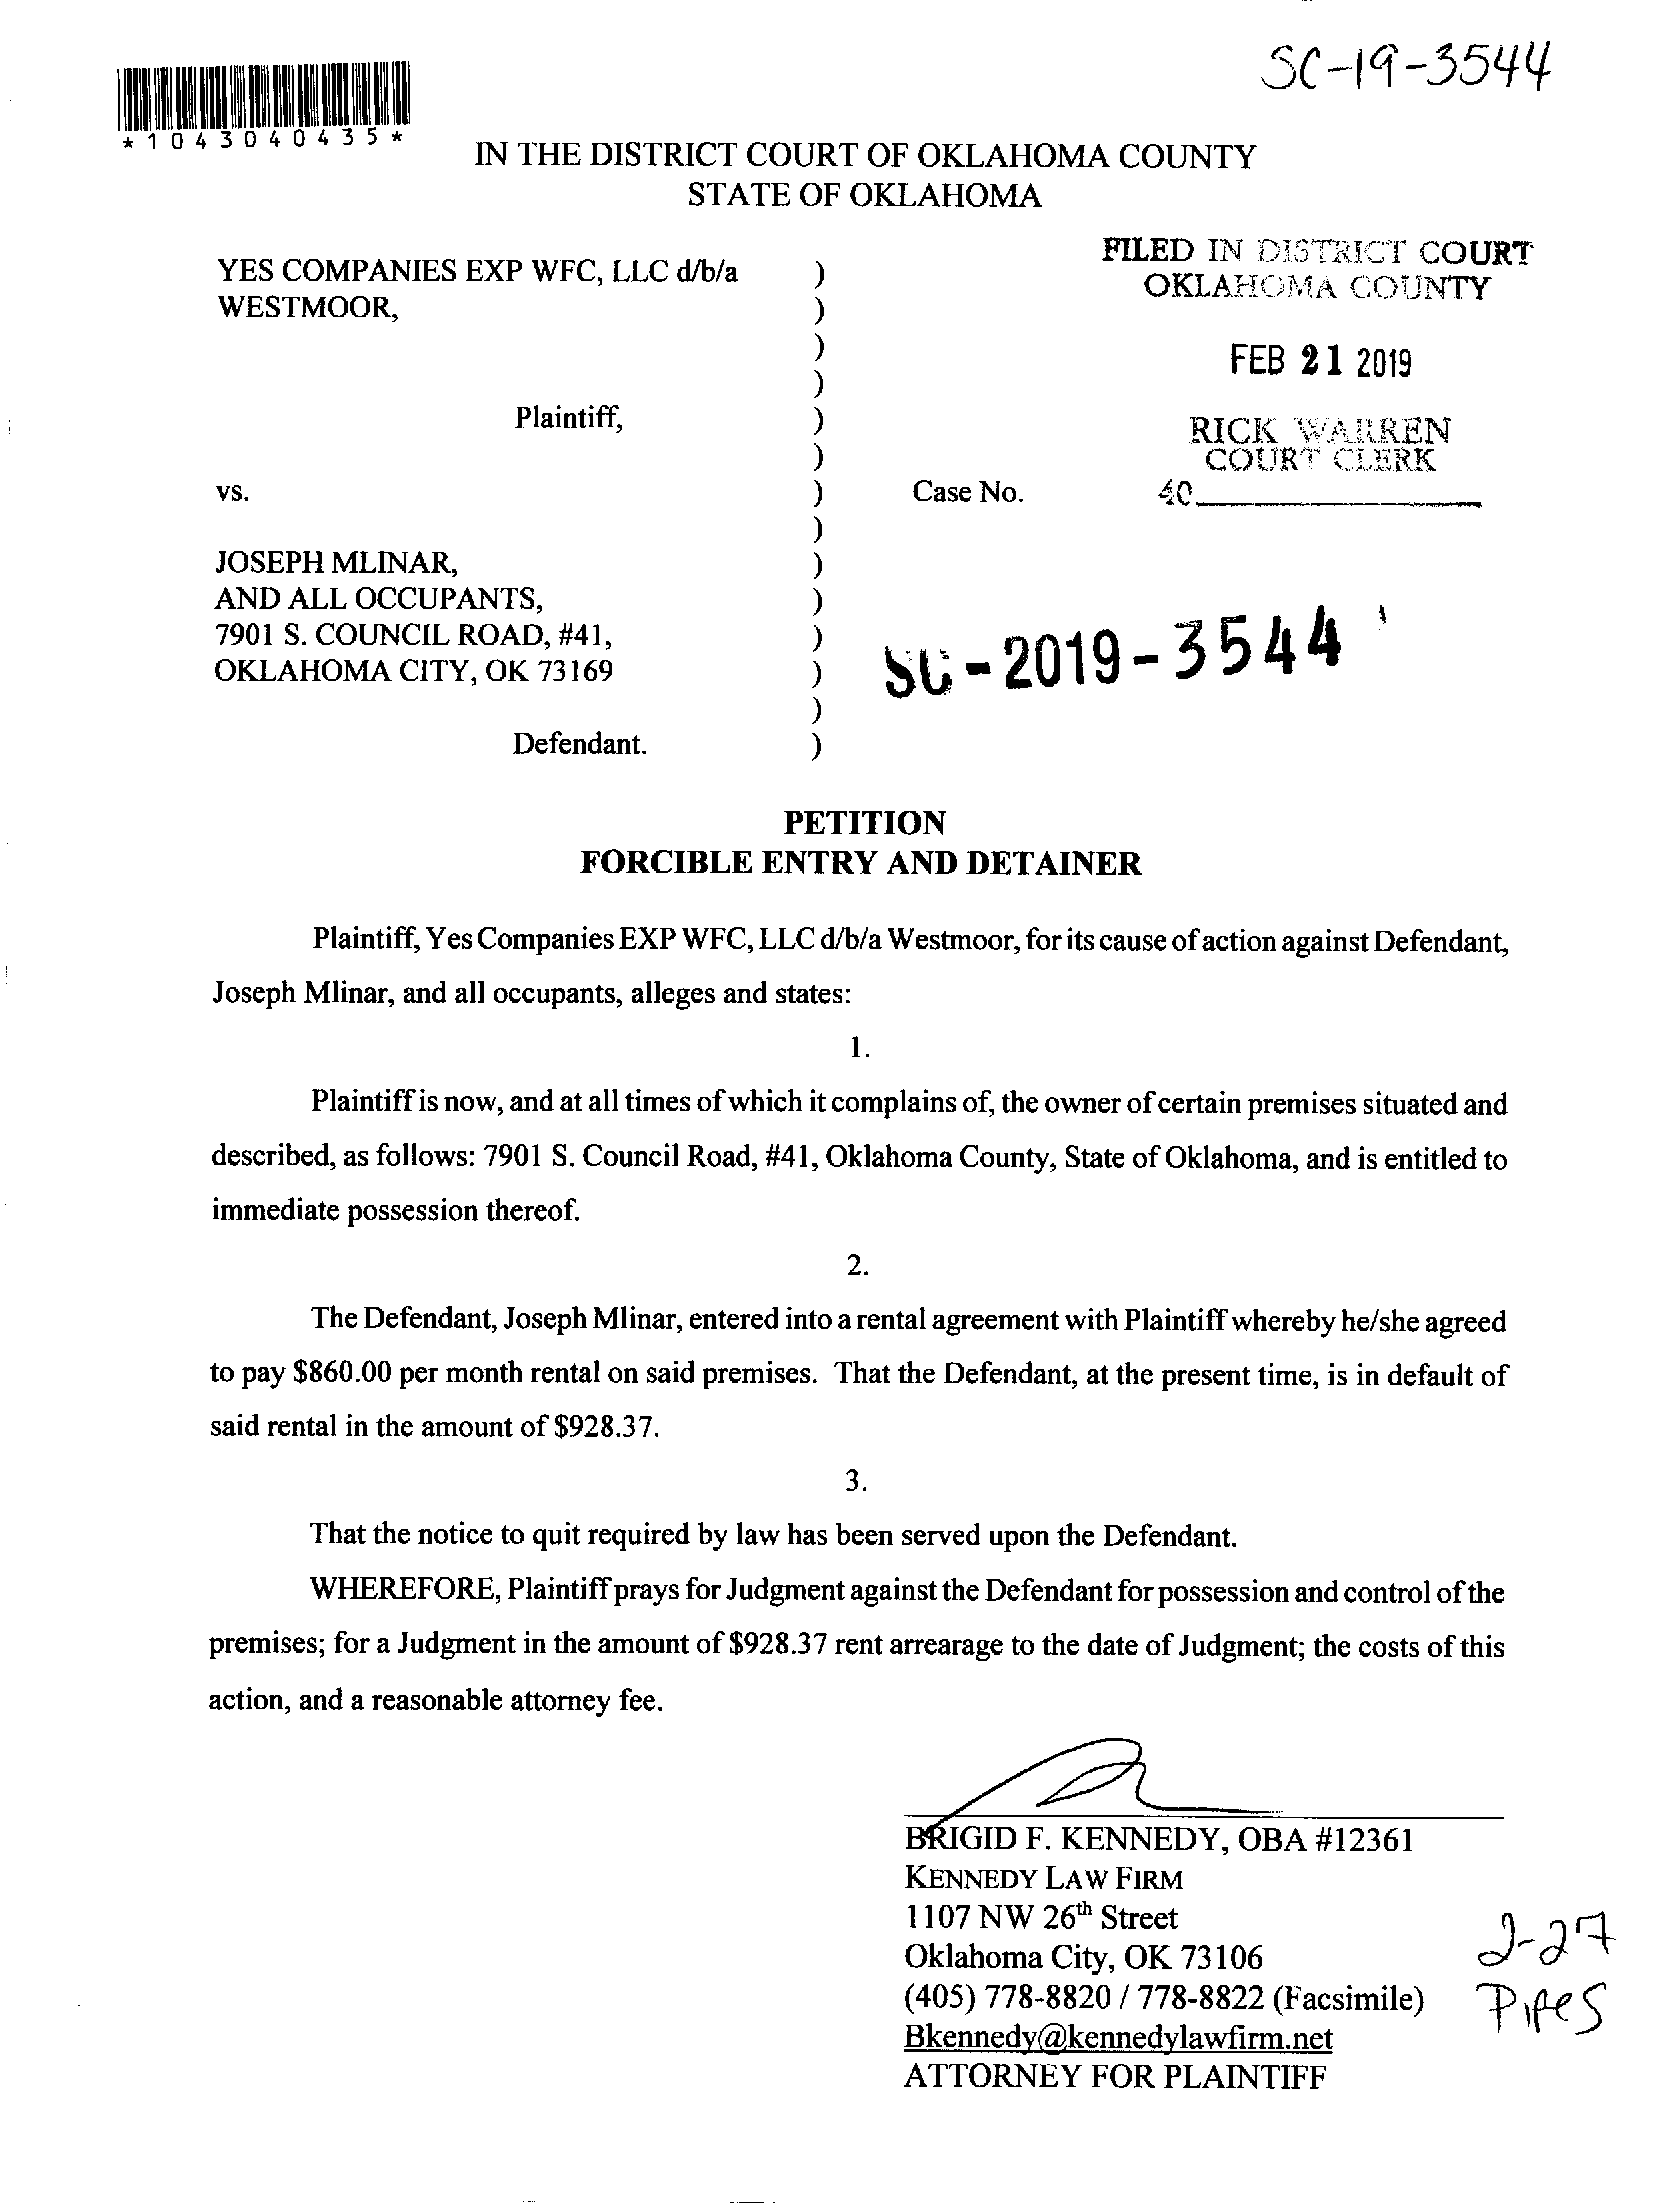 SC-19-3544
*1043040435*
IN THE DISTRICT COURT OF OKLAHOMA COUNTY
STATE OF OKLAHOMA
FILED IN DISTRICT COURT
OKLAHOMA COUNTY
FEB 21 2019
RICK WARREN
COURT CLERK
40
YES COMPANIES EXP WFC, LLC d/b/a )
WESTMOOR, )
)
)
Plaintiff, )
)
vs. ) Case No.
)
JOSEPH MLINAR, )
AND ALL OCCUPANTS, )
7901 S. COUNCIL ROAD, #41, )
OKLAHOMA CITY, OK 73169 )
)
Defendant. )
SC-2019-3544
PETITION
FORCIBLE ENTRY AND DETAINER
Plaintiff, Yes Companies EXP WFC, LLC d/b/a Westmoor, for its cause of action against Defendant,
Joseph Mlinar, and all occupants, alleges and states:
1.
Plaintiff is now, and at all times of which it complains of, the owner of certain premises situated and
described, as follows: 7901 S. Council Road, #41, Oklahoma County, State of Oklahoma, and is entitled to
immediate possession thereof.
2.
The Defendant, Joseph Mlinar, entered into a rental agreement with Plaintiff whereby he/she agreed
to pay $860.00 per month rental on said premises. That the Defendant, at the present time, is in default of
said rental in the amount of $928.37.
3.
That the notice to quit required by law has been served upon the Defendant.
WHEREFORE, Plaintiff prays for Judgment against the Defendant for possession and control of the
premises; for a Judgment in the amount of $928.37 rent arrearage to the date of Judgment; the costs of this
action, and a reasonable attorney fee.
BRIGID F. KENNEDY, OBA #12361
KENNEDY LAW FIRM
1107 NW 26th Street
Oklahoma City, OK 73106
(405) 778-8820 / 778-8822 (Facsimile)
Bkennedy@kennedylawfirm.net
ATTORNEY FOR PLAINTIFF
2-27
PIPES